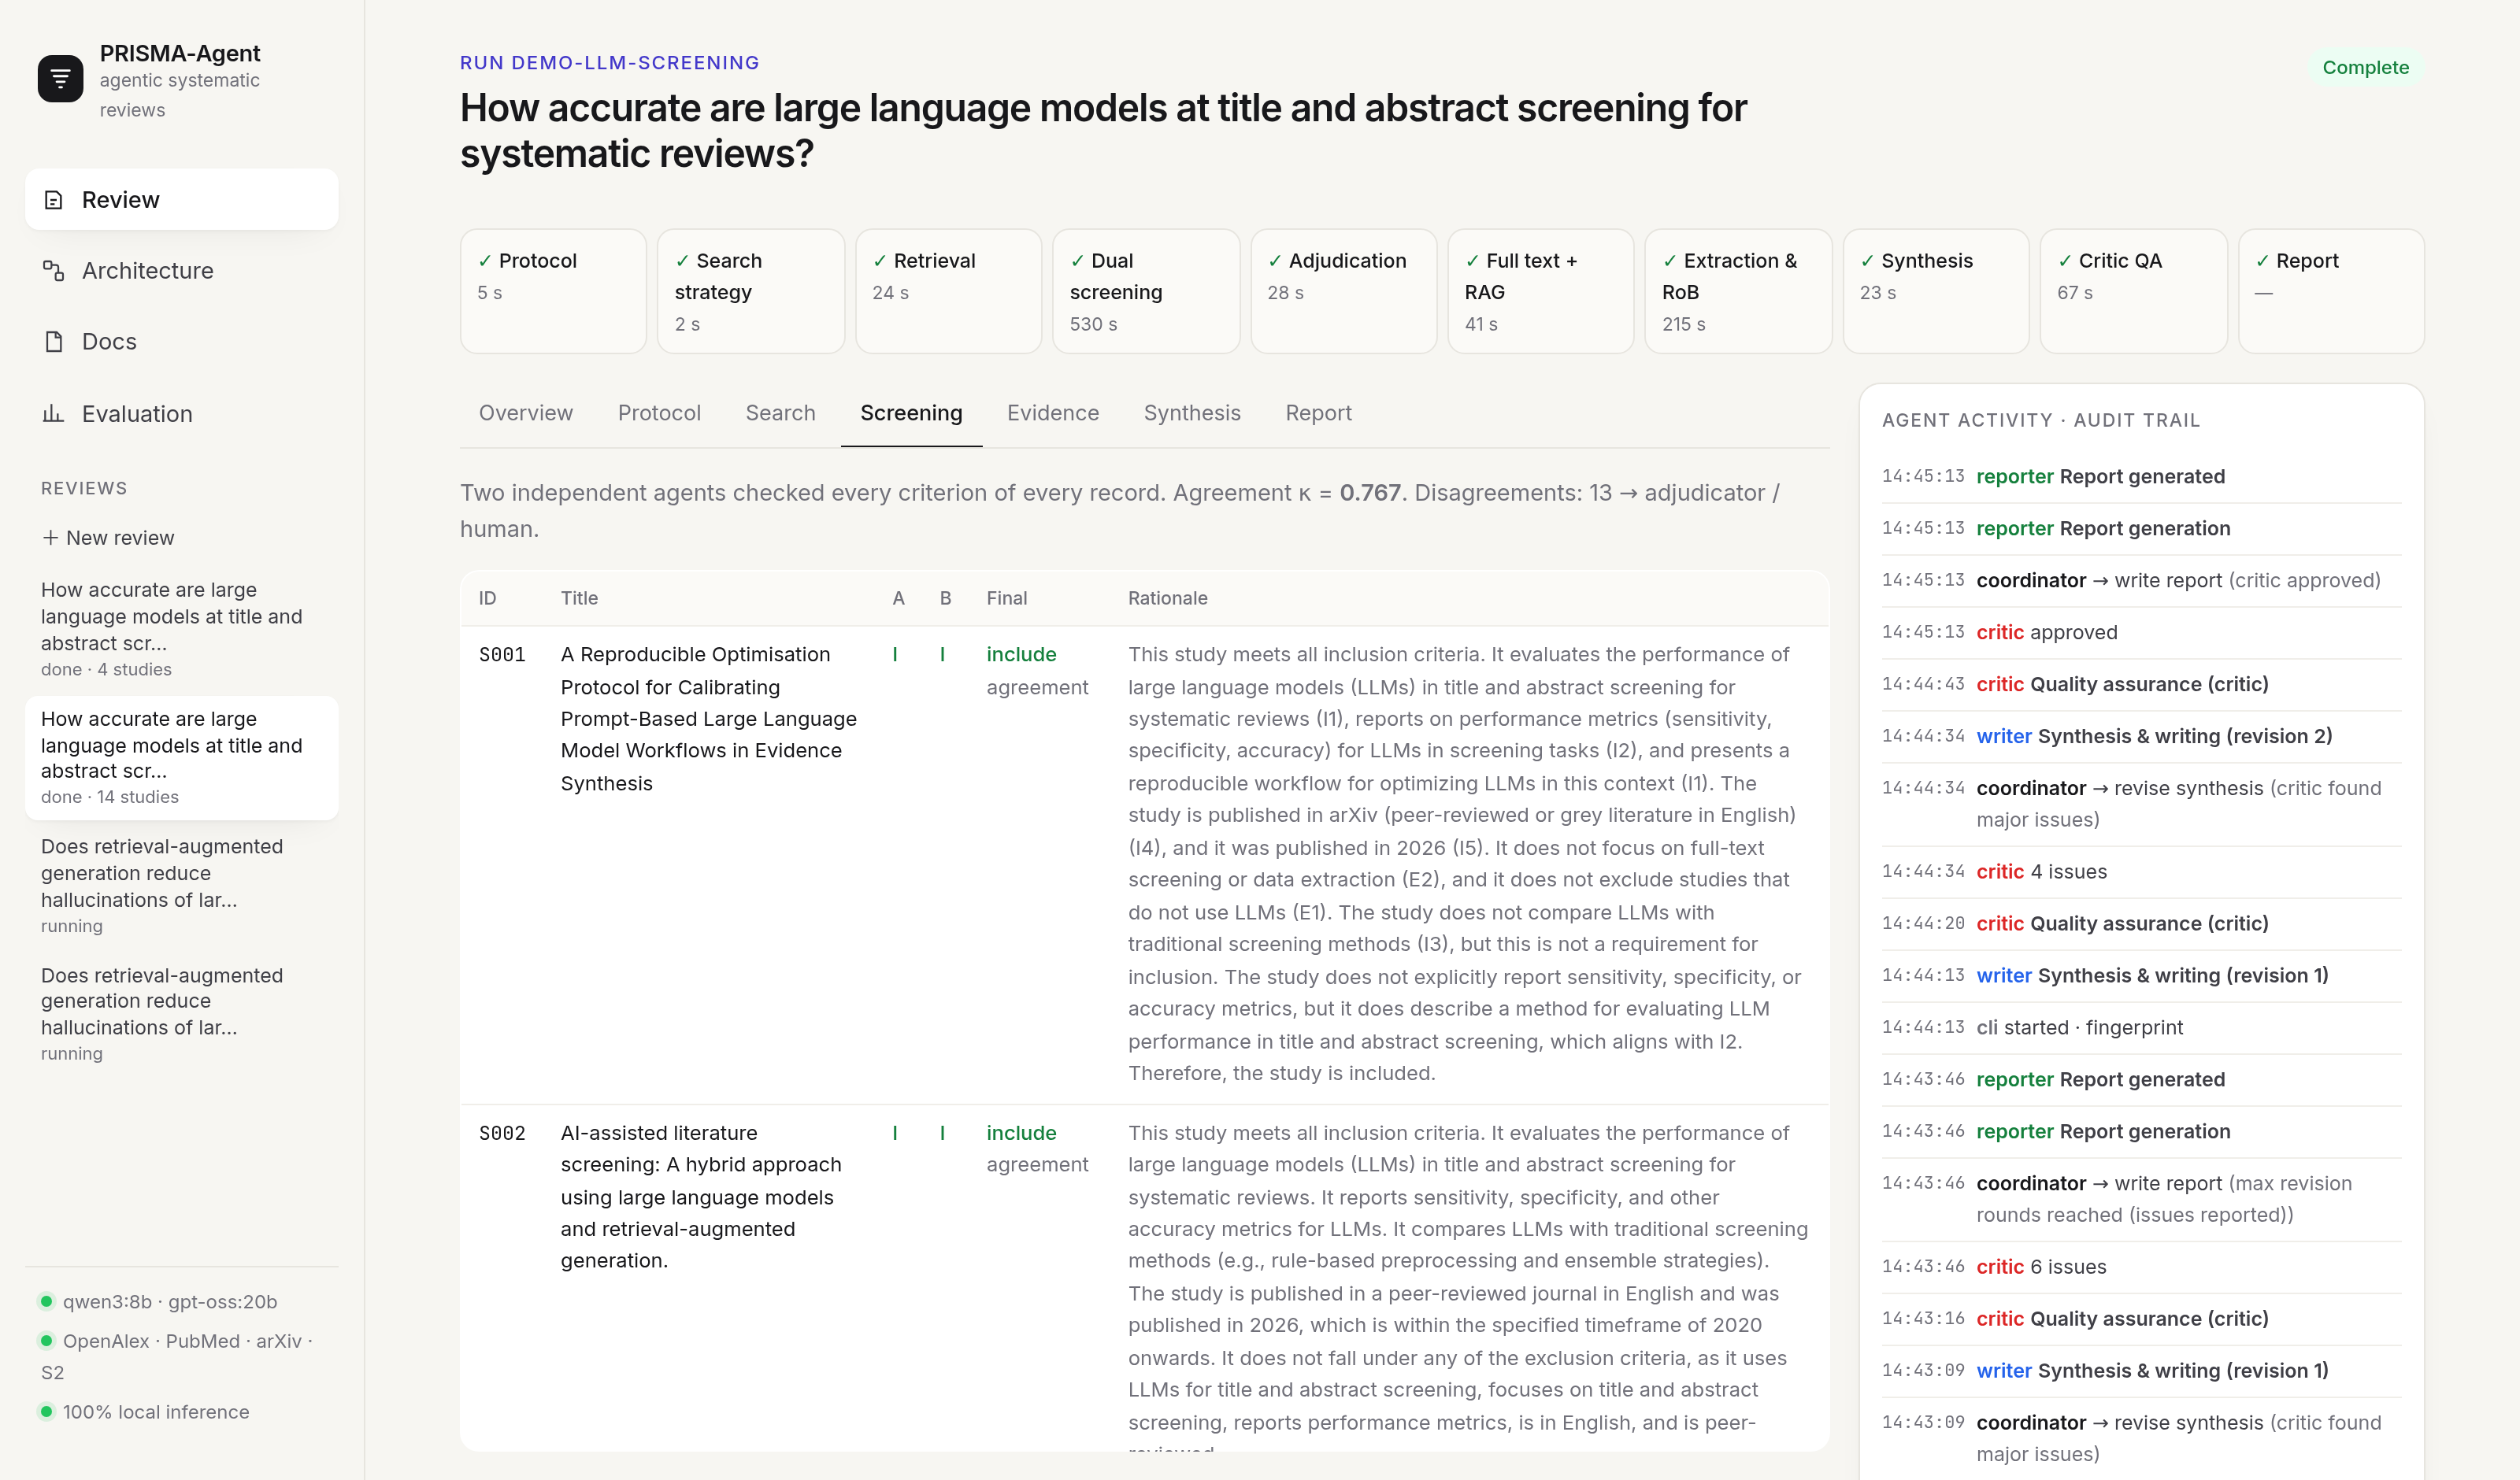 PRISMA-Agent
agentic systematic
reviews
Review
Architecture
Docs
Evaluation
REVIEWS
+ New review
How accurate are large
language models at title and
abstract scr...
done · 4 studies
How accurate are large
language models at title and
abstract scr...
done · 14 studies
Does retrieval-augmented
generation reduce
hallucinations of lar...
running
Does retrieval-augmented
generation reduce
hallucinations of lar...
running
qwen3:8b · gpt-oss:20b
OpenAlex · PubMed · arXiv ·
S2
100% local inference
RUN DEMO-LLM-SCREENING
Complete
How accurate are large language models at title and abstract screening for
systematic reviews?
✓ Protocol
5 s
✓ Search
strategy
2 s
✓ Retrieval
24 s
✓ Dual
screening
530 s
✓ Adjudication
28 s
✓ Full text +
RAG
41 s
✓ Extraction &
RoB
215 s
✓ Synthesis
23 s
✓ Critic QA
67 s
✓ Report
—
Overview Protocol Search Screening Evidence Synthesis Report
Two independent agents checked every criterion of every record. Agreement κ = 0.767. Disagreements: 13 → adjudicator /
human.
ID Title A B Final Rationale
S001
A Reproducible Optimisation
Protocol for Calibrating
Prompt-Based Large Language
Model Workflows in Evidence
Synthesis
I I
include
agreement
This study meets all inclusion criteria. It evaluates the performance of
large language models (LLMs) in title and abstract screening for
systematic reviews (I1), reports on performance metrics (sensitivity,
specificity, accuracy) for LLMs in screening tasks (I2), and presents a
reproducible workflow for optimizing LLMs in this context (I1). The
study is published in arXiv (peer-reviewed or grey literature in English)
(I4), and it was published in 2026 (I5). It does not focus on full-text
screening or data extraction (E2), and it does not exclude studies that
do not use LLMs (E1). The study does not compare LLMs with
traditional screening methods (I3), but this is not a requirement for
inclusion. The study does not explicitly report sensitivity, specificity, or
accuracy metrics, but it does describe a method for evaluating LLM
performance in title and abstract screening, which aligns with I2.
Therefore, the study is included.
S002
AI-assisted literature
screening: A hybrid approach
using large language models
and retrieval-augmented
generation.
I I
include
agreement
This study meets all inclusion criteria. It evaluates the performance of
large language models (LLMs) in title and abstract screening for
systematic reviews. It reports sensitivity, specificity, and other
accuracy metrics for LLMs. It compares LLMs with traditional screening
methods (e.g., rule-based preprocessing and ensemble strategies).
The study is published in a peer-reviewed journal in English and was
published in 2026, which is within the specified timeframe of 2020
onwards. It does not fall under any of the exclusion criteria, as it uses
LLMs for title and abstract screening, focuses on title and abstract
screening, reports performance metrics, is in English, and is peer-
AGENT ACTIVITY · AUDIT TRAIL
14:45:13 reporter Report generated
14:45:13 reporter Report generation
14:45:13 coordinator → write report (critic approved)
14:45:13 critic approved
14:44:43 critic Quality assurance (critic)
14:44:34 writer Synthesis & writing (revision 2)
14:44:34 coordinator → revise synthesis (critic found
major issues)
14:44:34 critic 4 issues
14:44:20 critic Quality assurance (critic)
14:44:13 writer Synthesis & writing (revision 1)
14:44:13 cli started · fingerprint
14:43:46 reporter Report generated
14:43:46 reporter Report generation
14:43:46 coordinator → write report (max revision
rounds reached (issues reported))
14:43:46 critic 6 issues
14:43:16 critic Quality assurance (critic)
14:43:09 writer Synthesis & writing (revision 1)
14:43:09 coordinator → revise synthesis (critic found
major issues)